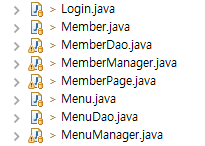 > Login.java
> Member.java
> MemberDao.java
> MemberManager.java
> MemberPage.java
> Menu.java
> MenuDao.java
> MenuManager.java